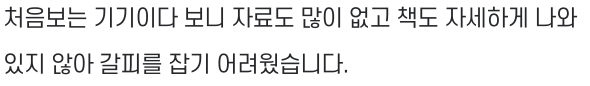 처음보는 기기이다 보니 자료도 많이 없고 책도 자세하게 나와
있지 않아 갈피를 잡기 어려웠습니다.